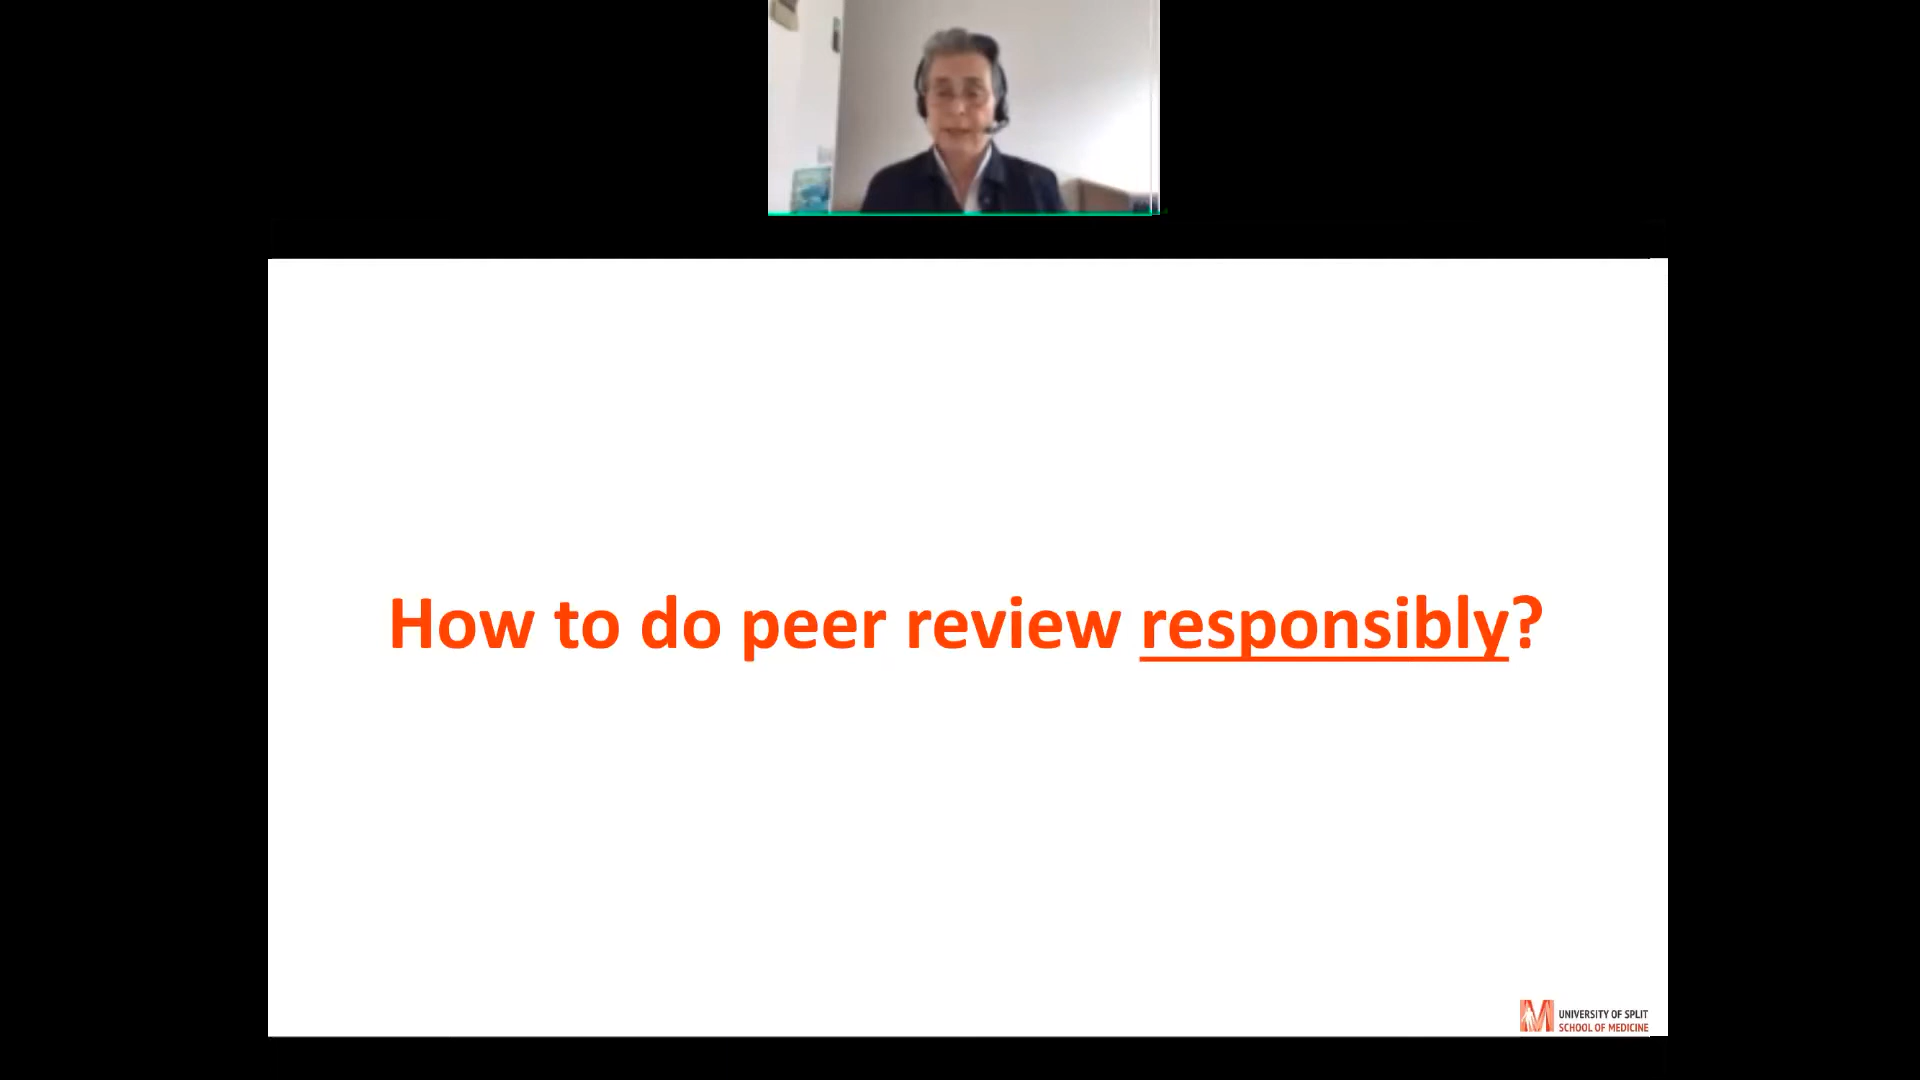 How to do peer review responsibly?
UNIVERSITY OF SPLIT
SCHOOL OF MEDICINE